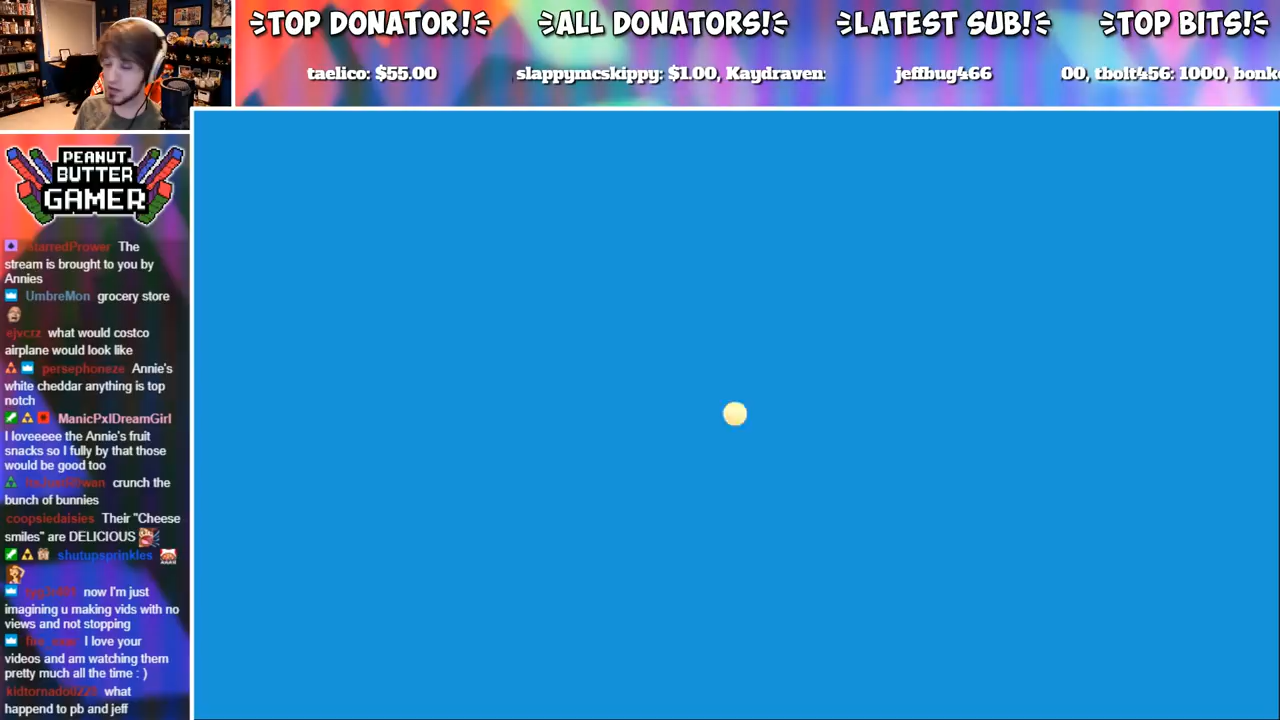 TOP DONATOR!
ALL DONATORS!
LATEST SUB!
TOP BITS!
taelico: $55.00
slappymcskippy: $1.00, Kaydraven:
jeffbug466
00, tbolt456: 1000, bonk
PEANUT
BUTTER
GAMER
starredPrower The
stream is brought to you by
Annies
UmbreMon grocery store
ejvcrz what would costco
airplane would look like
persephoneze Annie's
white cheddar anything is top
notch
ManicPxlDreamGirl
I loveeeee the Annie's fruit
snacks so I fully by that those
would be good too
crunch the
bunch of bunnies
coopsiedaisies Their "Cheese
smiles" are DELICIOUS
shutupsprinkles
now I'm just
imagining u making vids with no
views and not stopping
I love your
videos and am watching them
pretty much all the time : )
what
happend to pb and jeff